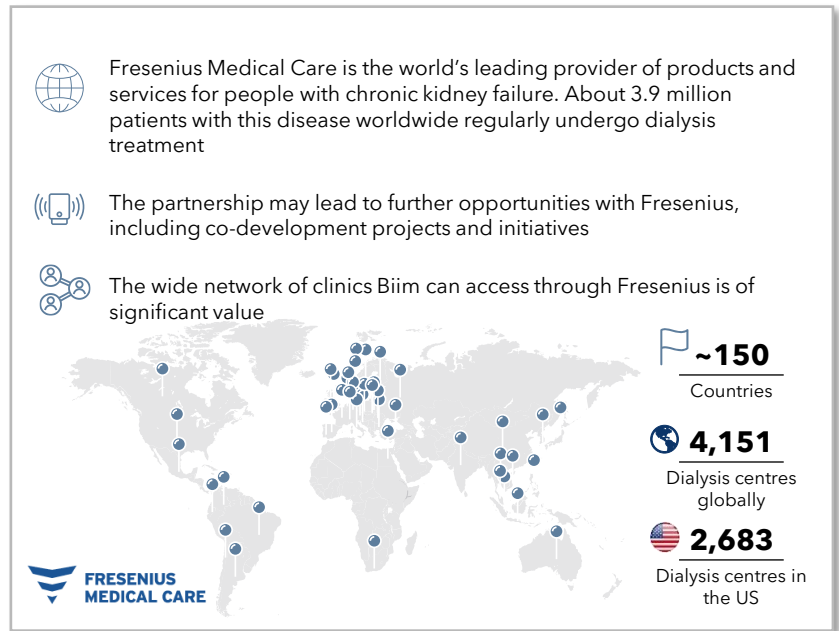 Fresenius Medical Care is the world's leading provider of products and
services for people with chronic kidney failure. About 3.9 million
patients with this disease worldwide regularly undergo dialysis
treatment
The partnership may lead to further opportunities with Fresenius,
including co-development projects and initiatives
The wide network of clinics Biim can access through Fresenius is of
significant value
~150
Countries
4,151
Dialysis centres
globally
2,683
Dialysis centres in
the US
FRESENIUS
MEDICAL CARE